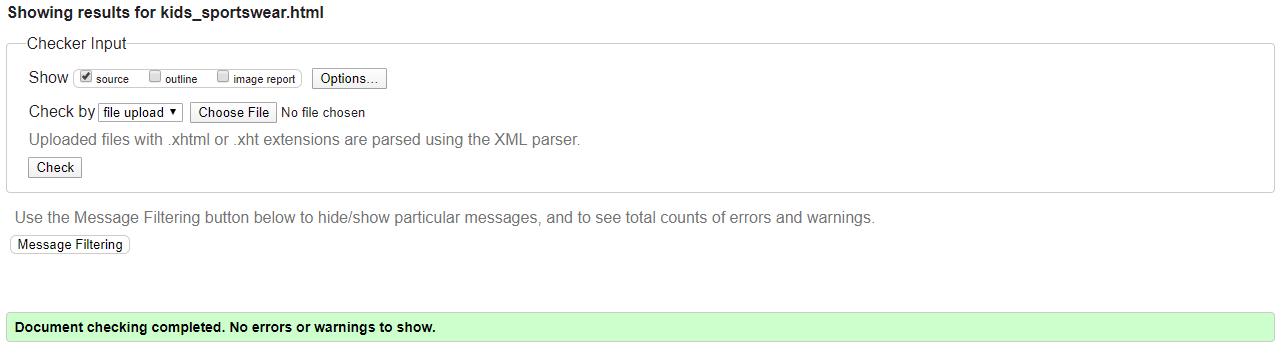 Showing results for kids_sportswear.html
Checker Input
Show source outline image report Options...
Check by file upload Choose File No file chosen
Uploaded files with .xhtml or .xht extensions are parsed using the XML parser.
Check
Use the Message Filtering button below to hide/show particular messages, and to see total counts of errors and warnings.
Message Filtering
Document checking completed. No errors or warnings to show.